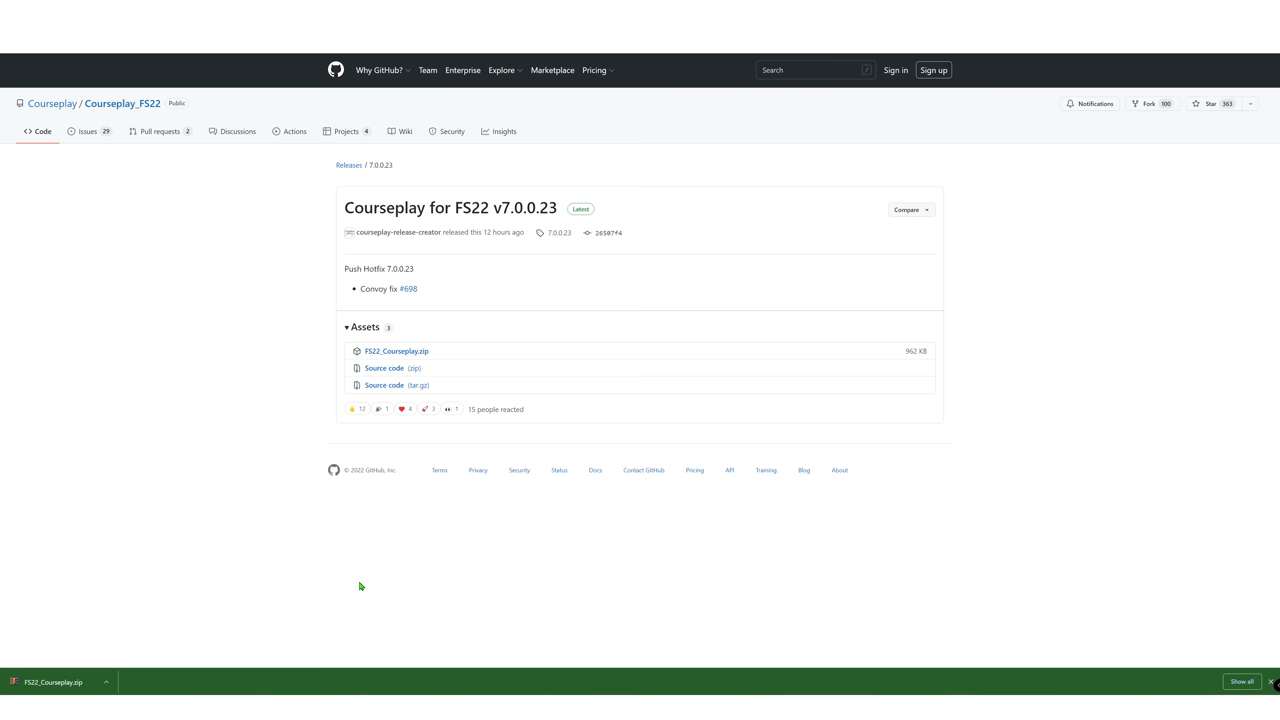 Why GitHub? Team Enterprise Explore Marketplace Pricing Search / Sign in Sign up
Courseplay / Courseplay_FS22 Public Notifications Fork 100 Star 363
Code Issues 29 Pull requests 2 Discussions Actions Projects 4 Wiki Security Insights
Releases / 7.0.0.23
Courseplay for FS22 v7.0.0.23 Latest Compare
courseplay-release-creator released this 12 hours ago 7.0.0.23 26507f4
Push Hotfix 7.0.0.23
• Convoy fix #698
Assets 3
FS22_Courseplay.zip 962 KB
Source code (zip)
Source code (tar.gz)
12 1 4 3 1 15 people reacted
© 2022 GitHub, Inc. Terms Privacy Security Status Docs Contact GitHub Pricing API Training Blog About
FS22_Courseplay.zip Show all